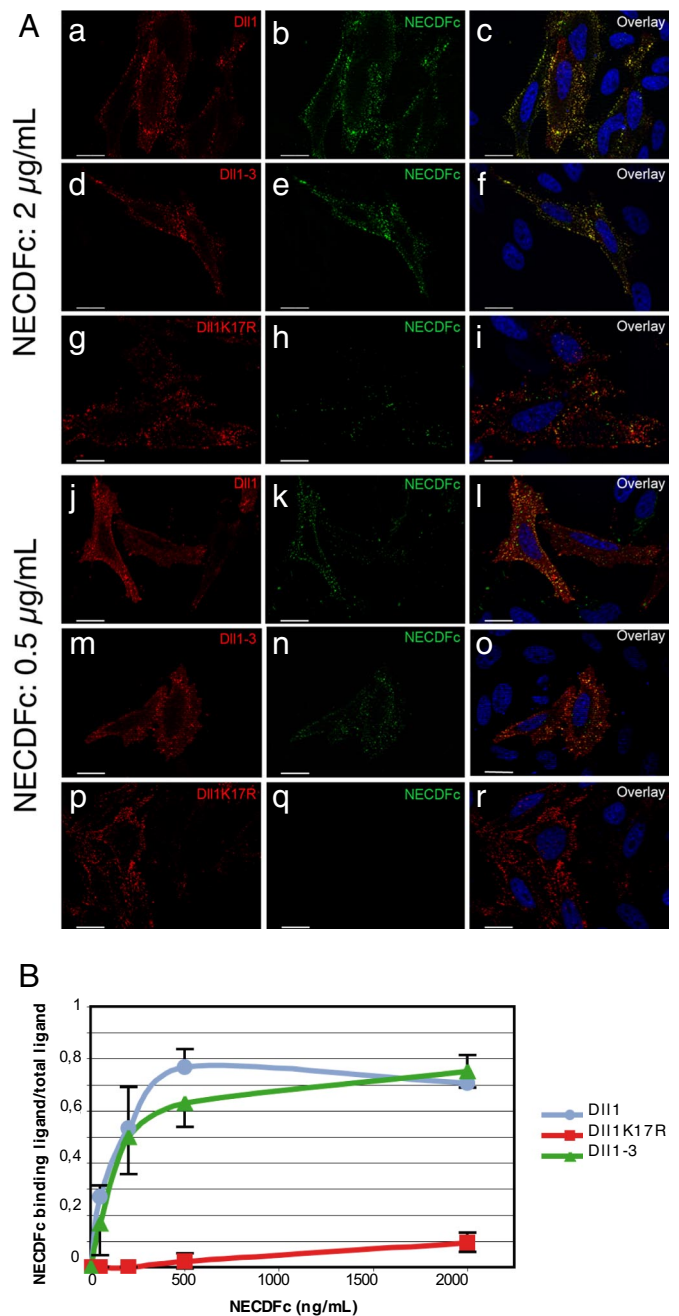 A
NECDFc: 2 µg/mL
a Dll1
b NECDFc
c Overlay
d Dll1-3
e NECDFc
f Overlay
g Dll1K17R
h NECDFc
i Overlay
NECDFc: 0.5 µg/mL
j Dll1
k NECDFc
l Overlay
m Dll1-3
n NECDFc
o Overlay
p Dll1K17R
q NECDFc
r Overlay
B
NECDFc binding ligand/total ligand
1
0,8
0,6
0,4
0,2
0
0 500 1000 1500 2000
NECDFc (ng/mL)
Dll1
Dll1K17R
Dll1-3